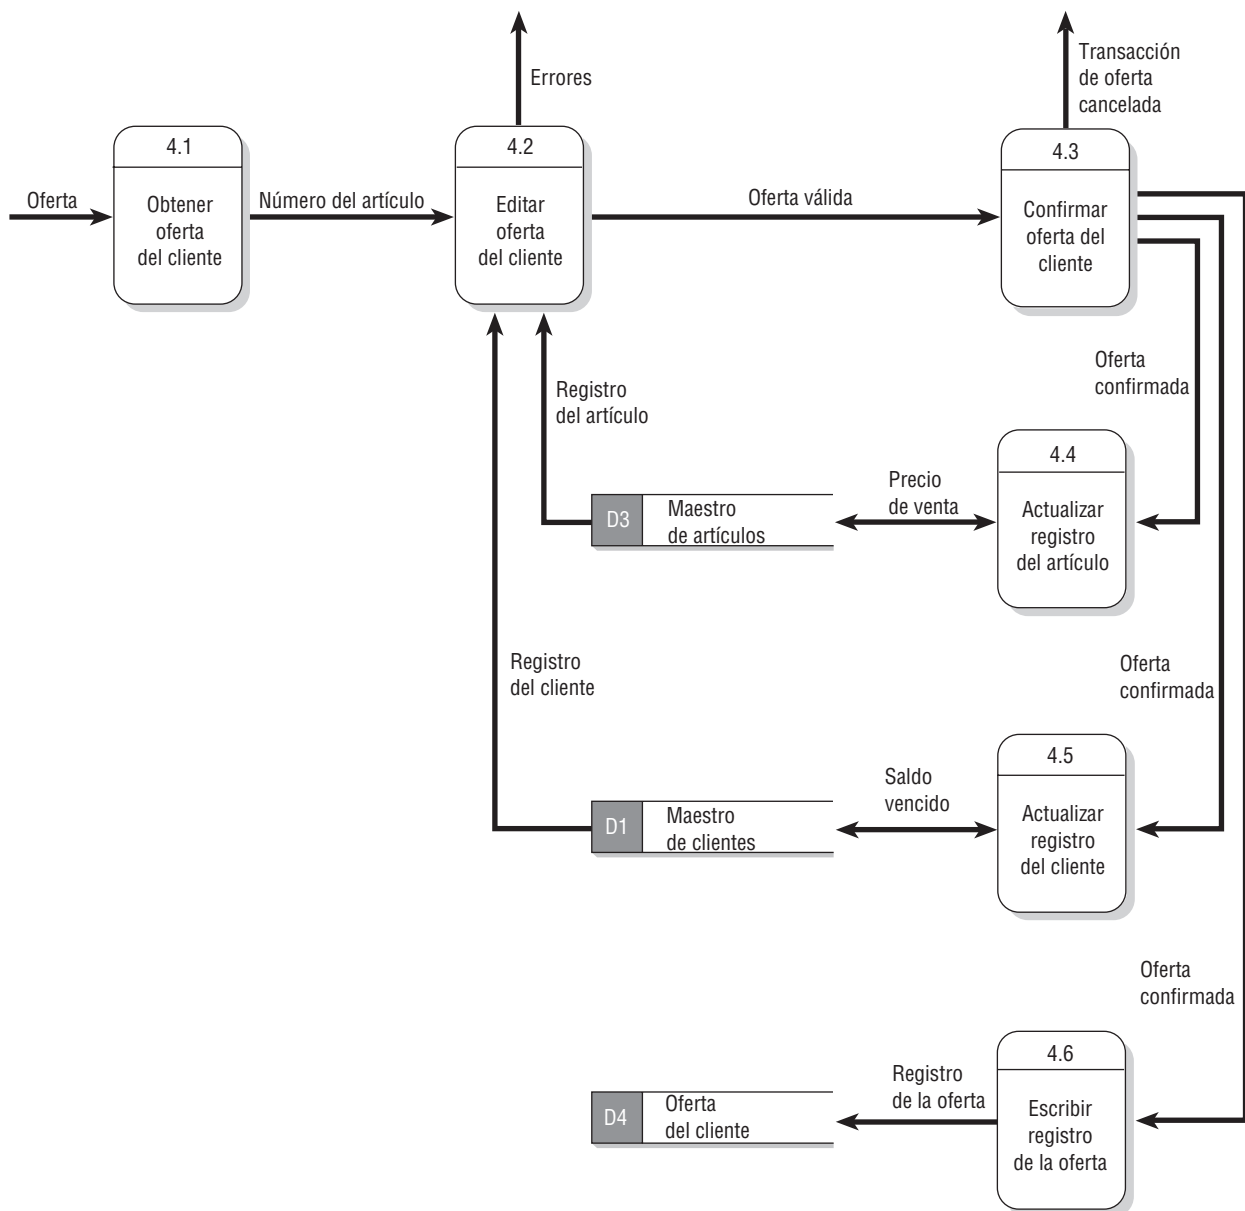 Errores
Transacción
de oferta
cancelada
4.1
Obtener
oferta
del cliente
4.2
Editar
oferta
del cliente
4.3
Confirmar
oferta del
cliente
Oferta
Número del artículo
Oferta válida
Oferta
confirmada
Registro
del artículo
4.4
Actualizar
registro
del artículo
Precio
de venta
D3
Maestro
de artículos
Registro
del cliente
Oferta
confirmada
4.5
Actualizar
registro
del cliente
Saldo
vencido
D1
Maestro
de clientes
Oferta
confirmada
4.6
Escribir
registro
de la oferta
Registro
de la oferta
D4
Oferta
del cliente